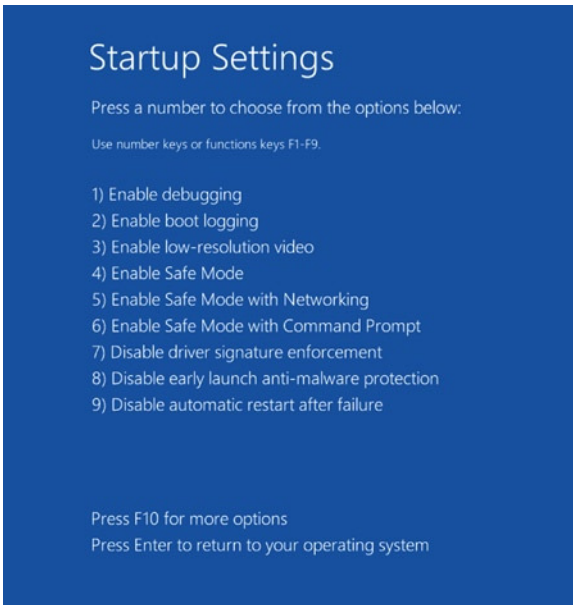 Startup Settings
Press a number to choose from the options below:
Use number keys or functions keys F1-F9.
1) Enable debugging
2) Enable boot logging
3) Enable low-resolution video
4) Enable Safe Mode
5) Enable Safe Mode with Networking
6) Enable Safe Mode with Command Prompt
7) Disable driver signature enforcement
8) Disable early launch anti-malware protection
9) Disable automatic restart after failure
Press F10 for more options
Press Enter to return to your operating system